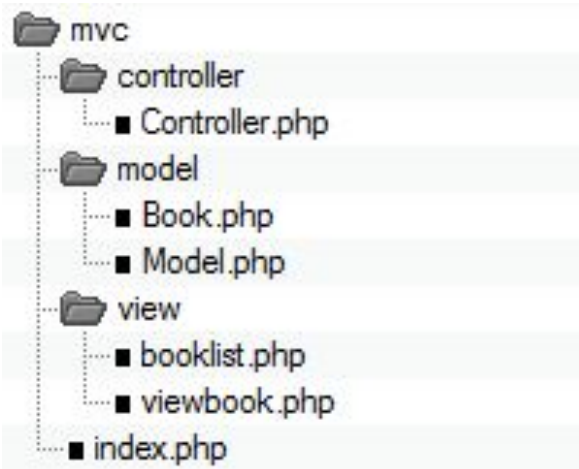 mvc
controller
Controller.php
model
Book.php
Model.php
view
booklist.php
viewbook.php
index.php